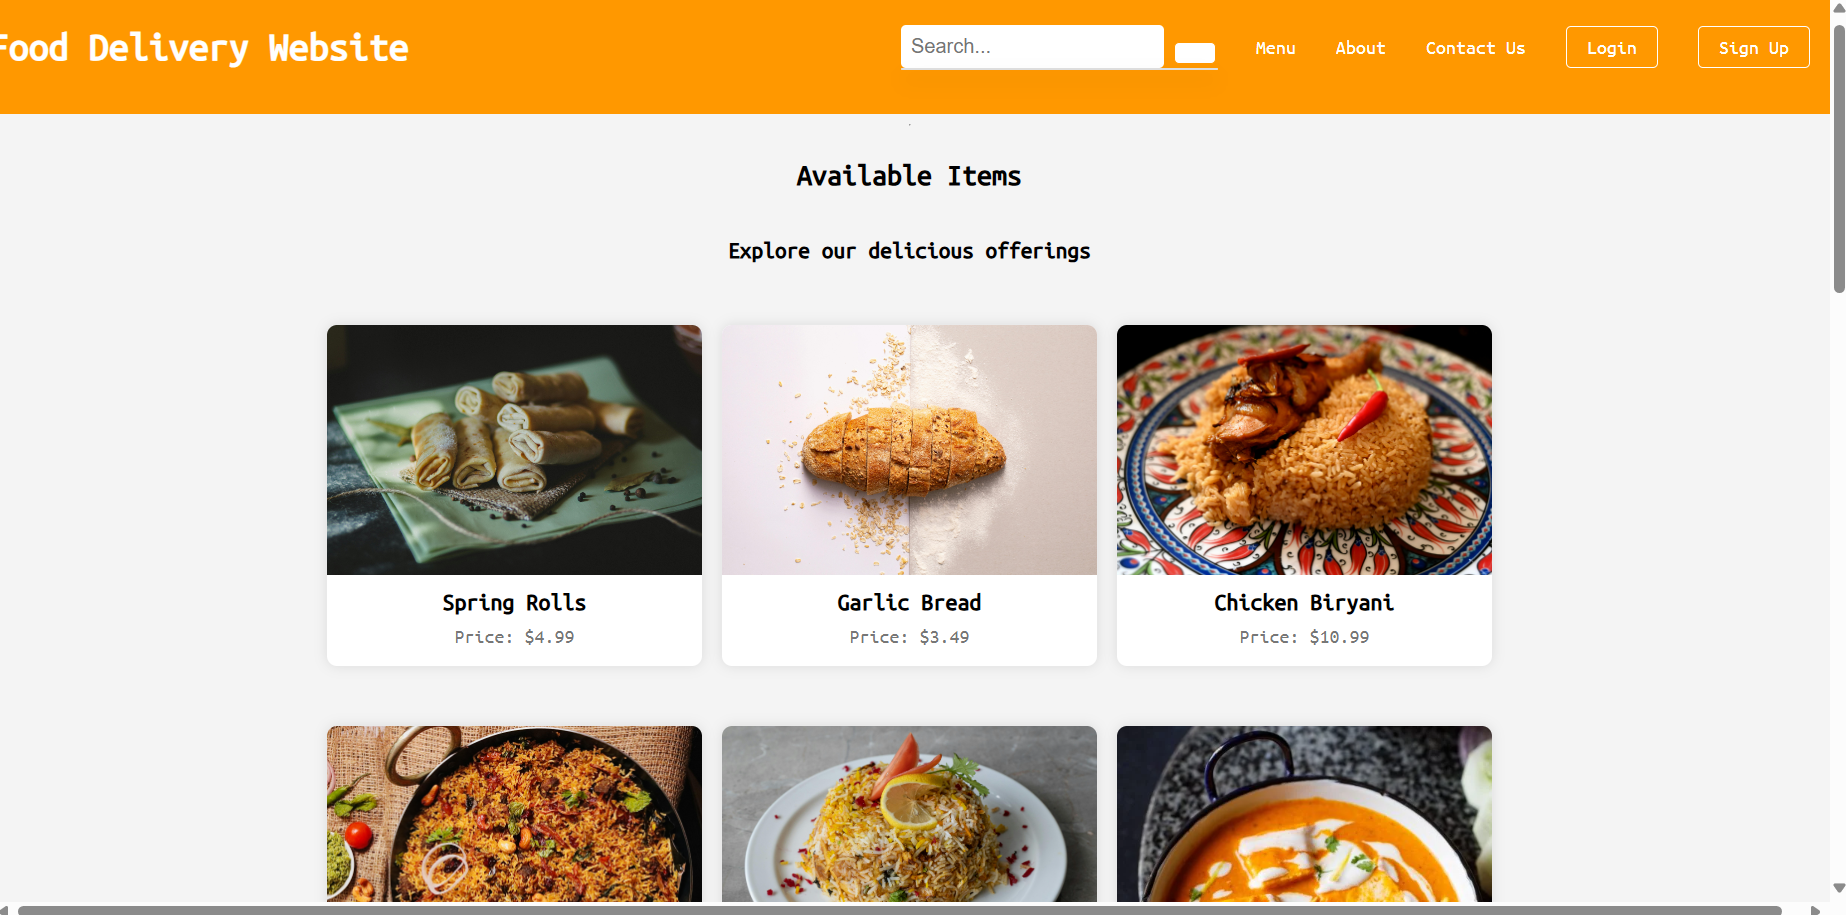 Food Delivery Website
Search...
Menu
About
Contact Us
Login
Sign Up
Available Items
Explore our delicious offerings
Spring Rolls
Price: $4.99
Garlic Bread
Price: $3.49
Chicken Biryani
Price: $10.99